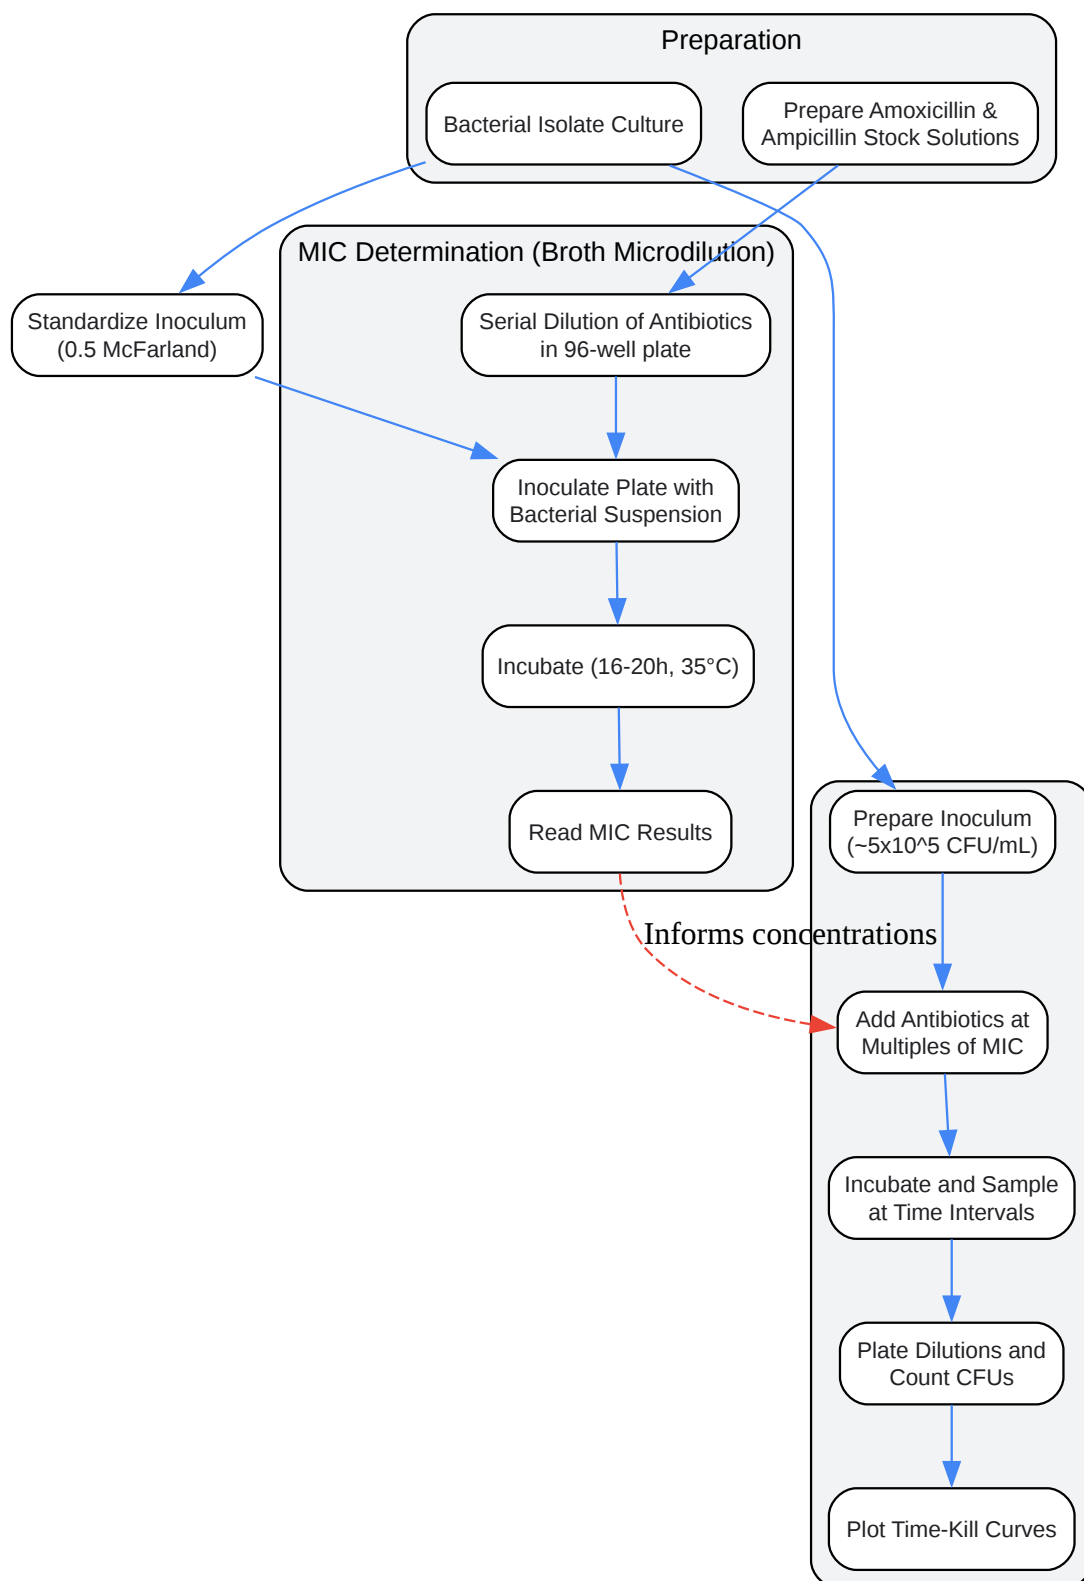 Preparation
Bacterial Isolate Culture
Prepare Amoxicillin &
Ampicillin Stock Solutions
MIC Determination (Broth Microdilution)
Standardize Inoculum
(0.5 McFarland)
Serial Dilution of Antibiotics
in 96-well plate
Inoculate Plate with
Bacterial Suspension
Incubate (16-20h, 35°C)
Read MIC Results
Prepare Inoculum
(~5x10^5 CFU/mL)
Informs concentrations
Add Antibiotics at
Multiples of MIC
Incubate and Sample
at Time Intervals
Plate Dilutions and
Count CFUs
Plot Time-Kill Curves